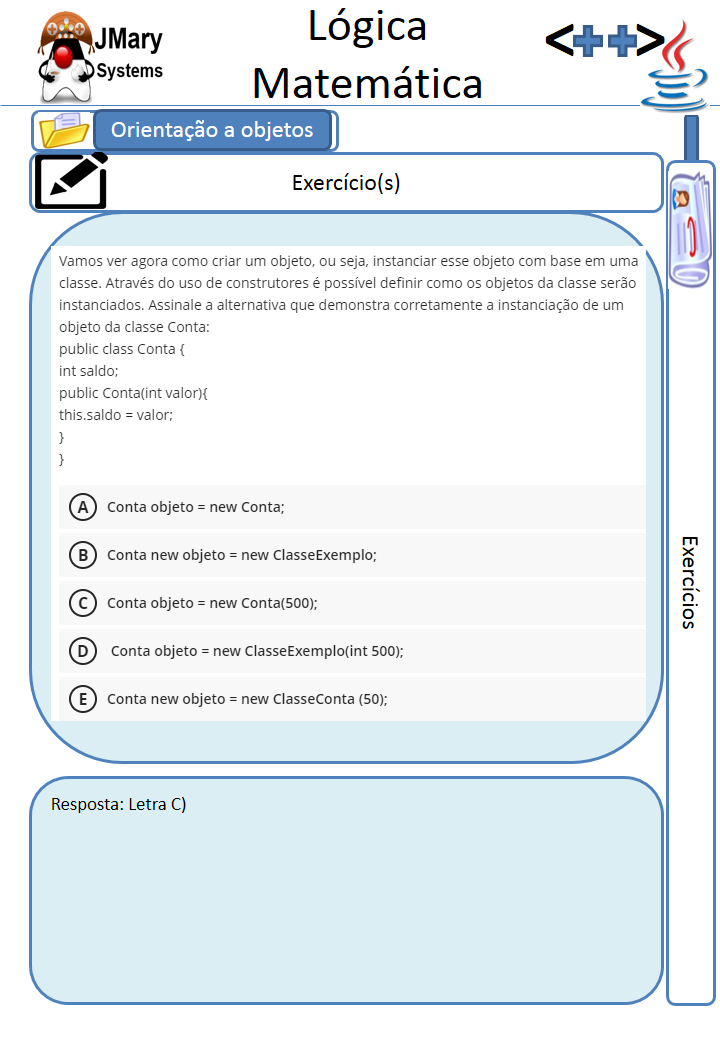 JMary
Systems
Lógica
Matemática
<++>
Orientação a objetos
Exercício(s)
Vamos ver agora como criar um objeto, ou seja, instanciar esse objeto com base em uma
classe. Através do uso de construtores é possível definir como os objetos da classe serão
instanciados. Assinale a alternativa que demonstra corretamente a instanciação de um
objeto da classe Conta:
public class Conta {
int saldo;
public Conta(int valor){
this.saldo = valor;
}
}
A Conta objeto = new Conta;
B Conta new objeto = new ClasseExemplo;
C Conta objeto = new Conta(500);
D Conta objeto = new ClasseExemplo(int 500);
E Conta new objeto = new ClasseConta (50);
Exercícios
Resposta: Letra C)